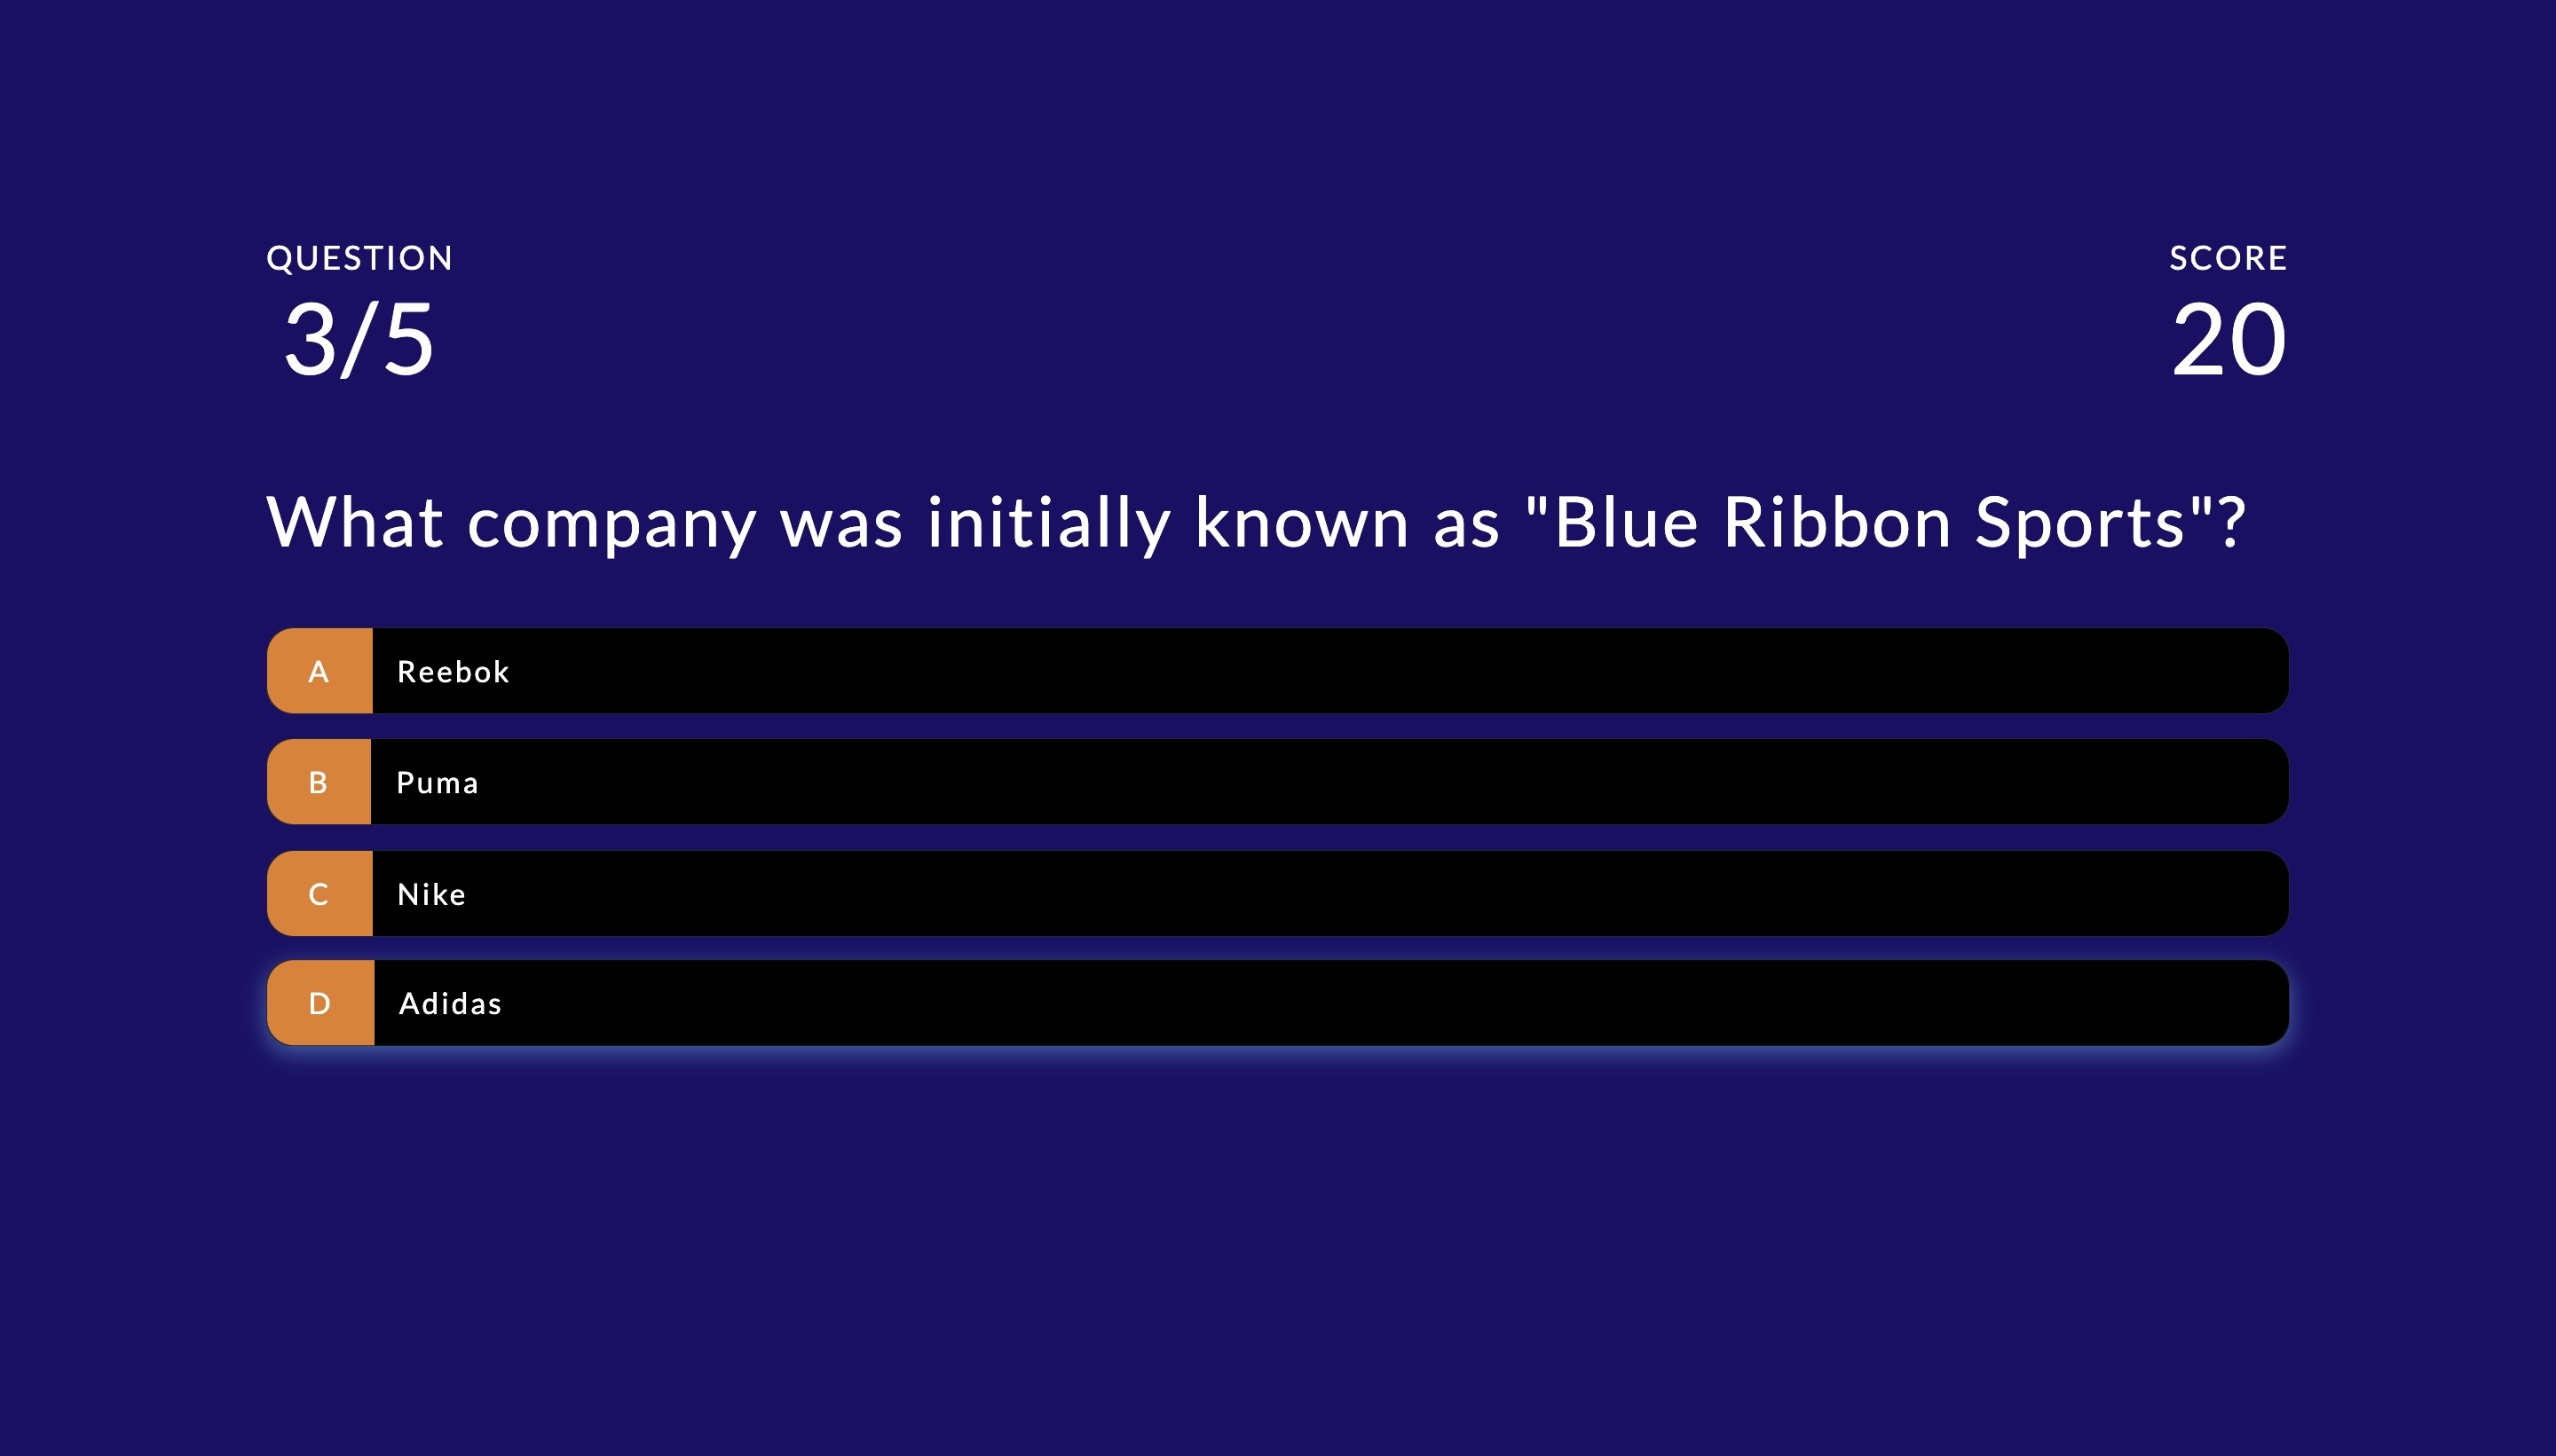 QUESTION
3/5
SCORE
20
What company was initially known as "Blue Ribbon Sports"?
A Reebok
B Puma
C Nike
D Adidas